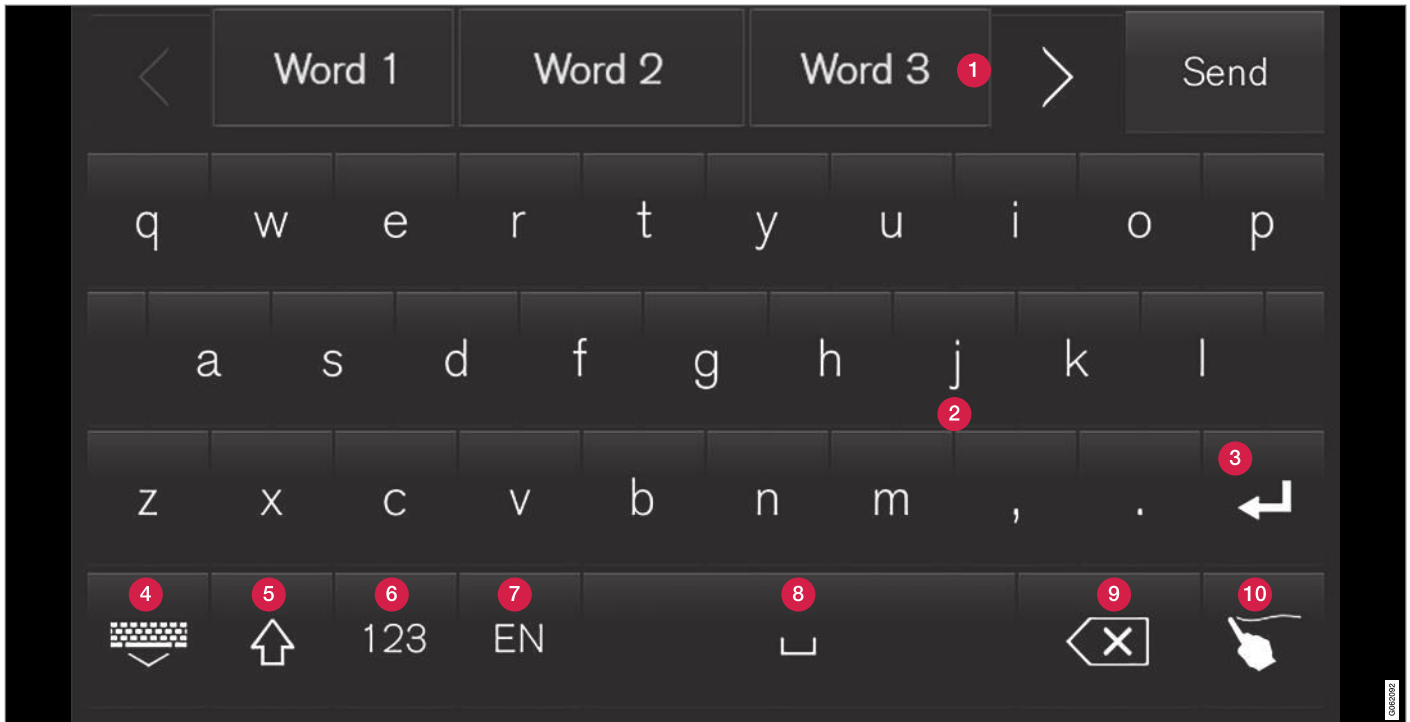 Word 1 Word 2 Word 3 1 Send
q w e r t y u i o p
a s d f g h j k l
2
3
z x c v b n m , .
4 5 6 7 8 9 10
123 EN
G062092